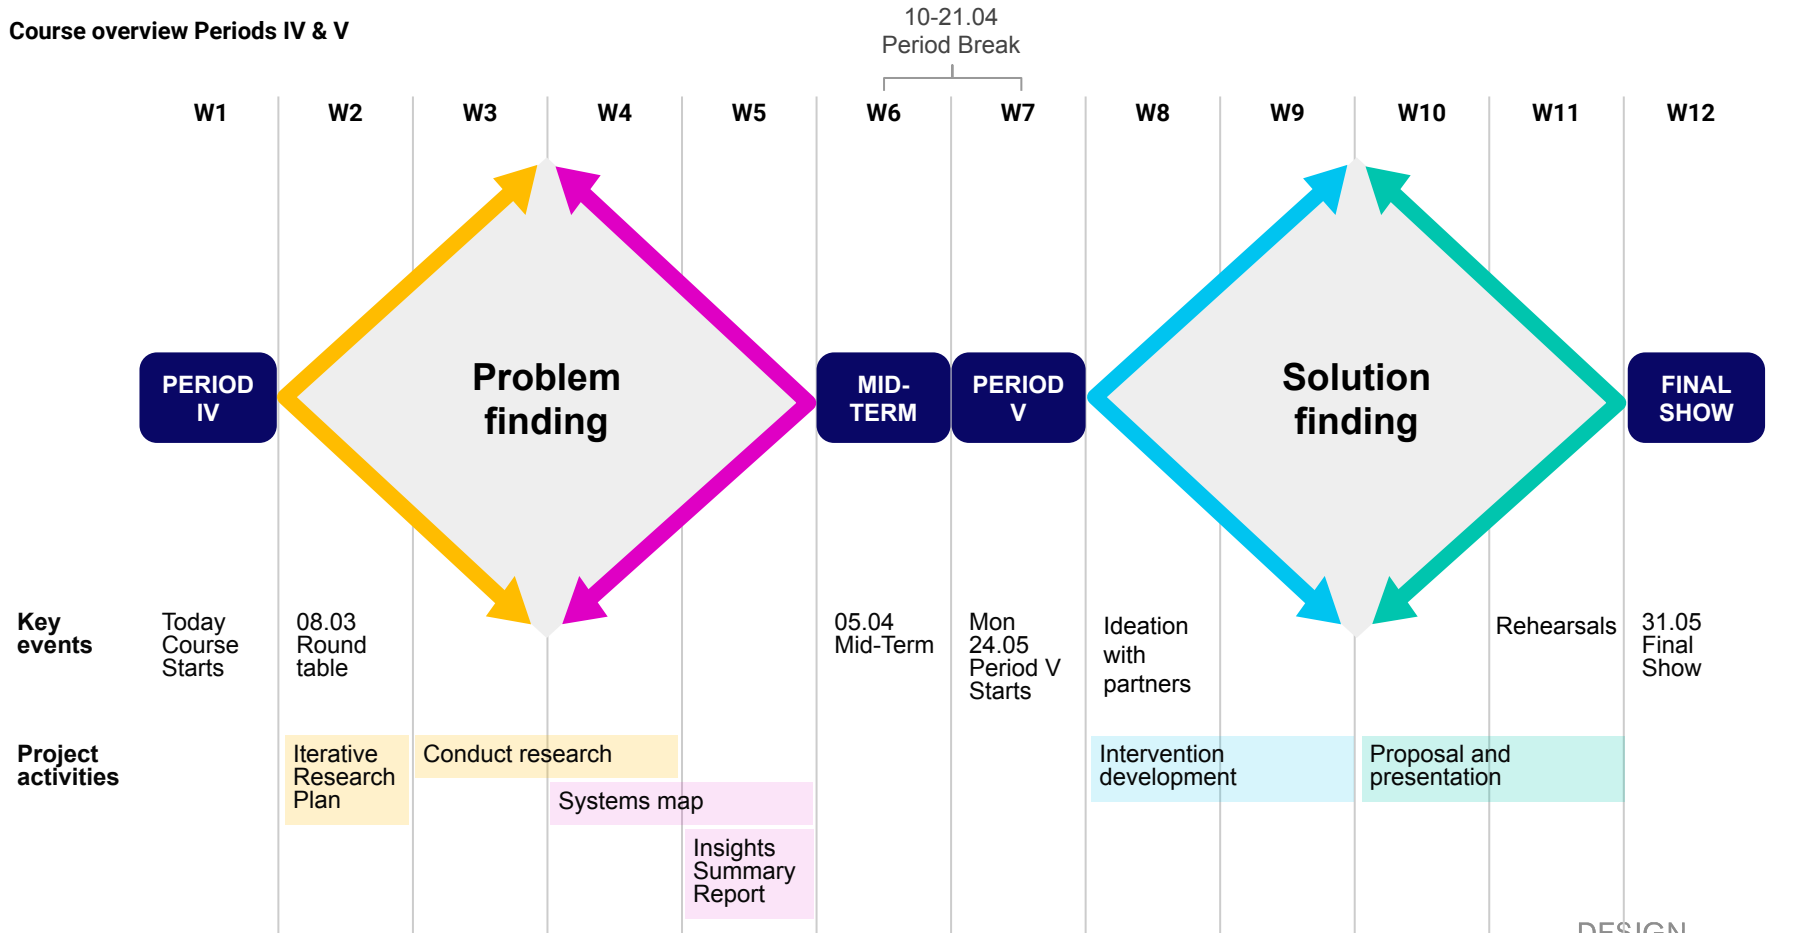 Course overview Periods IV & V
10-21.04
Period Break
W1
W2
W3
W4
W5
W6
W7
W8
W9
W10
W11
W12
PERIOD
IV
Problem
finding
MID-
TERM
PERIOD
V
Solution
finding
FINAL
SHOW
Key
events
Today
Course
Starts
08.03
Round
table
05.04
Mid-Term
Mon
24.05
Period V
Starts
Ideation
with
partners
Rehearsals
31.05
Final
Show
Project
activities
Iterative
Research
Plan
Conduct research
Systems map
Insights
Summary
Report
Intervention
development
Proposal and
presentation
DESIGN